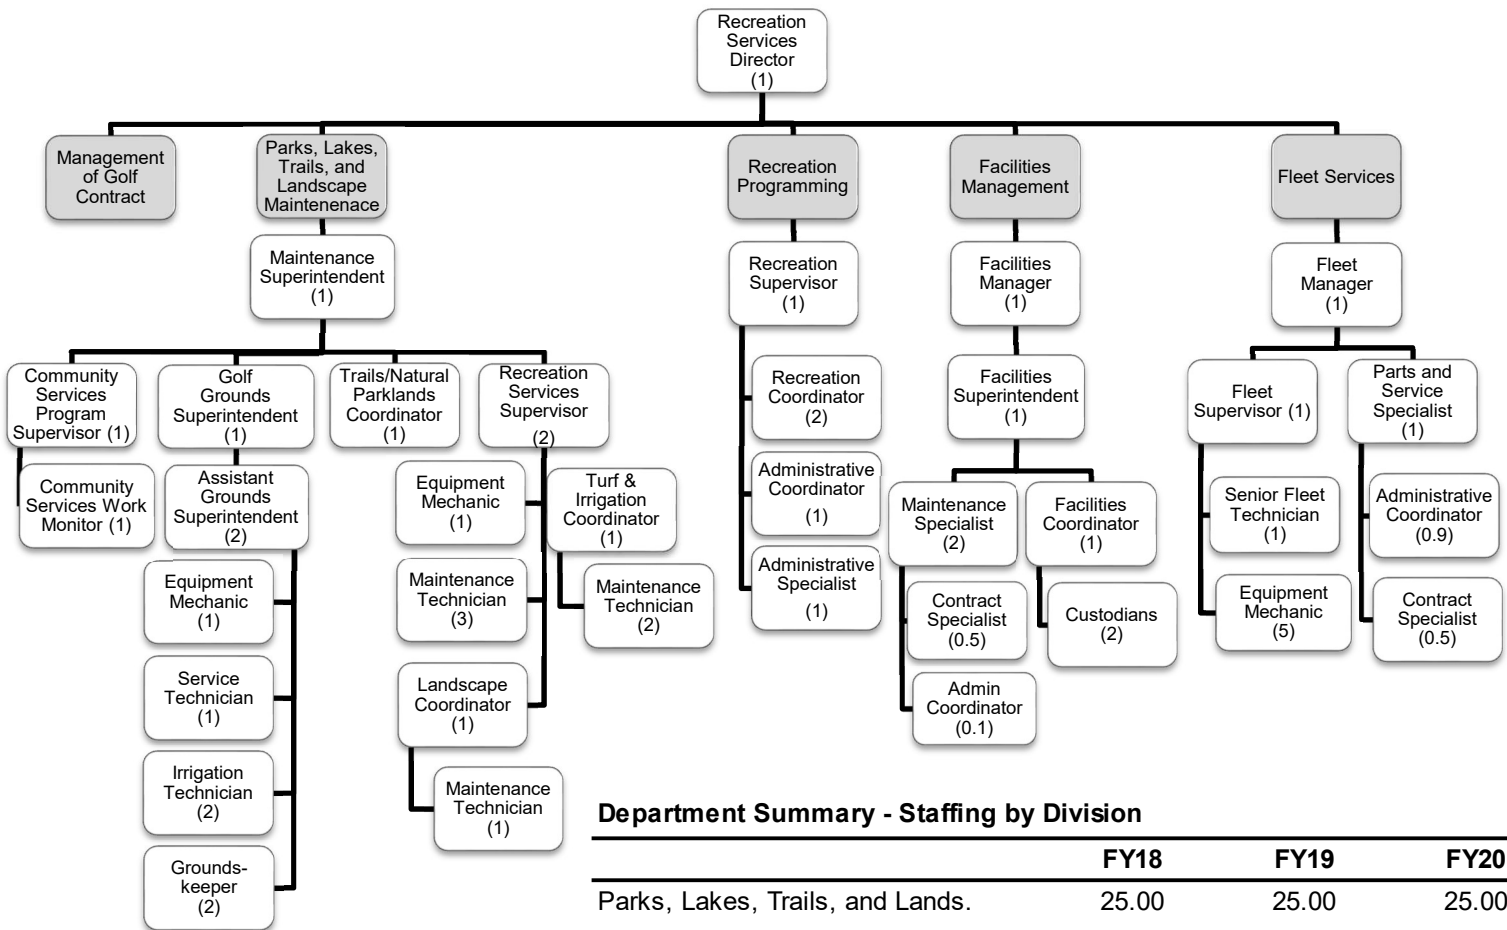 Recreation
Services
Director
(1)
Management
of Golf
Contract
Parks, Lakes,
Trails, and
Landscape
Maintenenace
Recreation
Programming
Facilities
Management
Fleet Services
Maintenance
Superintendent
(1)
Recreation
Supervisor
(1)
Facilities
Manager
(1)
Fleet
Manager
(1)
Community
Services
Program
Supervisor (1)
Golf
Grounds
Superintendent
(1)
Trails/Natural
Parklands
Coordinator
(1)
Recreation
Services
Supervisor
(2)
Community
Services Work
Monitor (1)
Assistant
Grounds
Superintendent
(2)
Equipment
Mechanic
(1)
Service
Technician
(1)
Irrigation
Technician
(2)
Grounds-
keeper
(2)
Equipment
Mechanic
(1)
Turf &
Irrigation
Coordinator
(1)
Maintenance
Technician
(3)
Maintenance
Technician
(2)
Landscape
Coordinator
(1)
Maintenance
Technician
(1)
Recreation
Coordinator
(2)
Administrative
Coordinator
(1)
Administrative
Specialist
(1)
Facilities
Superintendent
(1)
Maintenance
Specialist
(2)
Facilities
Coordinator
(1)
Contract
Specialist
(0.5)
Custodians
(2)
Admin
Coordinator
(0.1)
Fleet
Supervisor (1)
Parts and
Service
Specialist
(1)
Senior Fleet
Technician
(1)
Administrative
Coordinator
(0.9)
Equipment
Mechanic
(5)
Contract
Specialist
(0.5)
Department Summary - Staffing by Division
FY18 FY19 FY20
Parks, Lakes, Trails, and Lands. 25.00 25.00 25.00